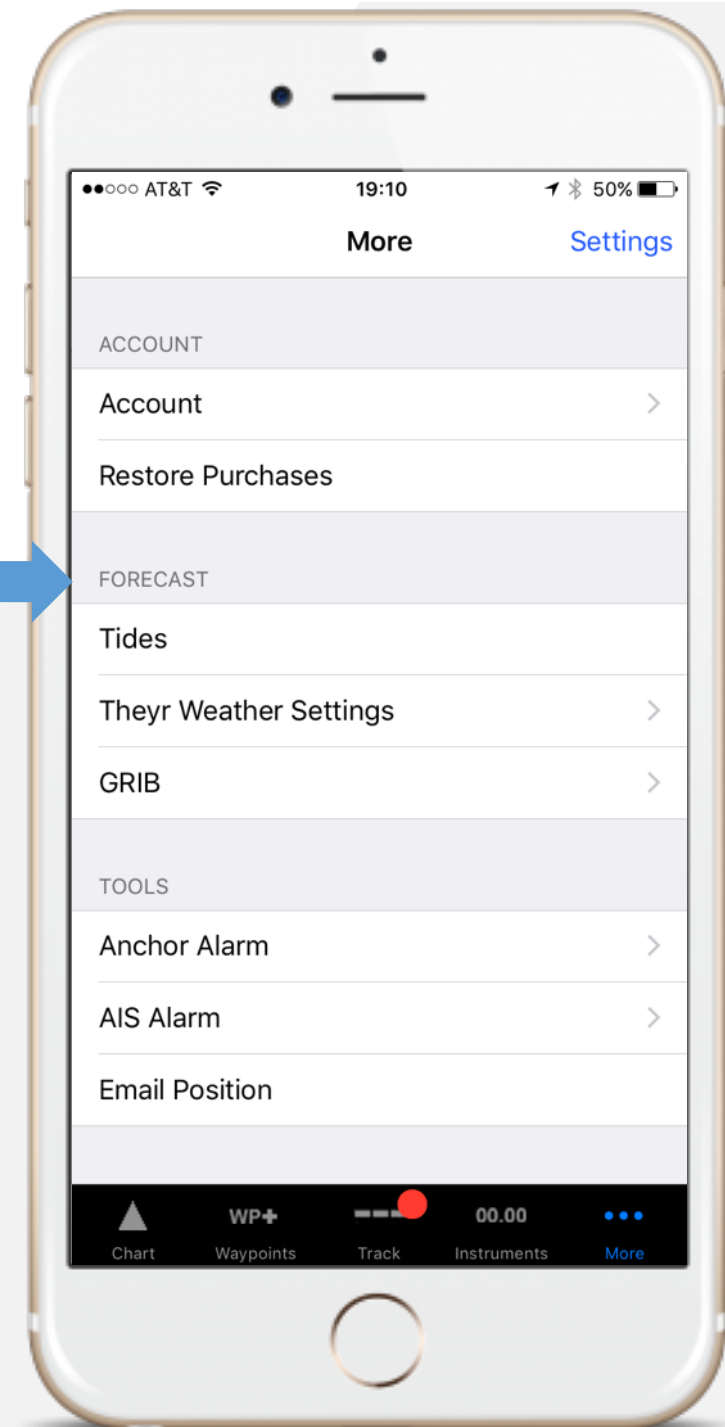 AT&T 19:10 50%
More Settings
ACCOUNT
Account
Restore Purchases
FORECAST
Tides
Theyr Weather Settings
GRIB
TOOLS
Anchor Alarm
AIS Alarm
Email Position
WP+ 00.00
Chart Waypoints Track Instruments More